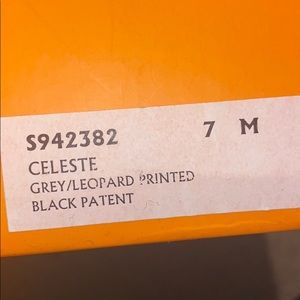 S942382 7 M
CELESTE
GREY/LEOPARD PRINTED
BLACK PATENT